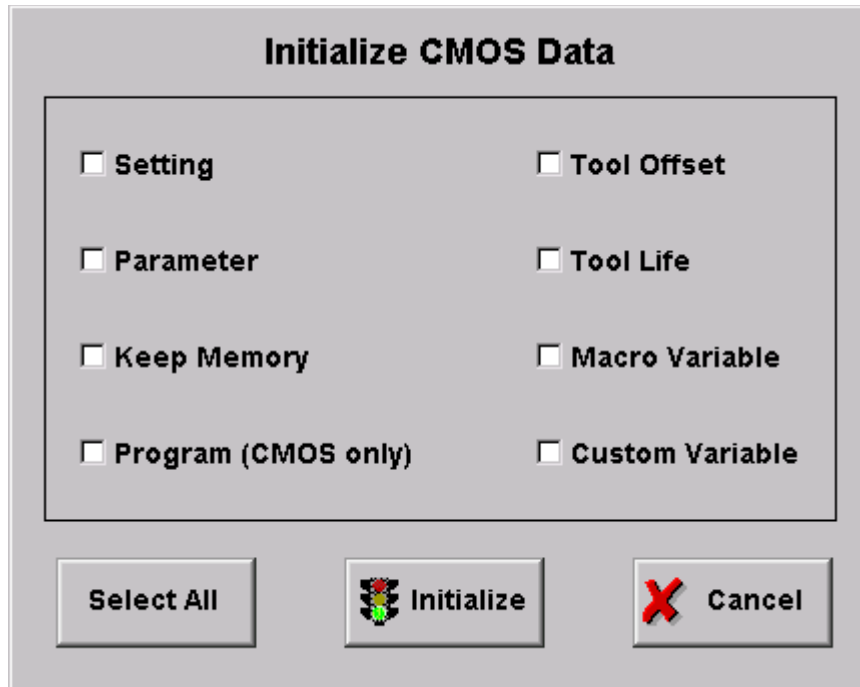 Initialize CMOS Data
Setting
Tool Offset
Parameter
Tool Life
Keep Memory
Macro Variable
Program (CMOS only)
Custom Variable
Select All
Initialize
Cancel